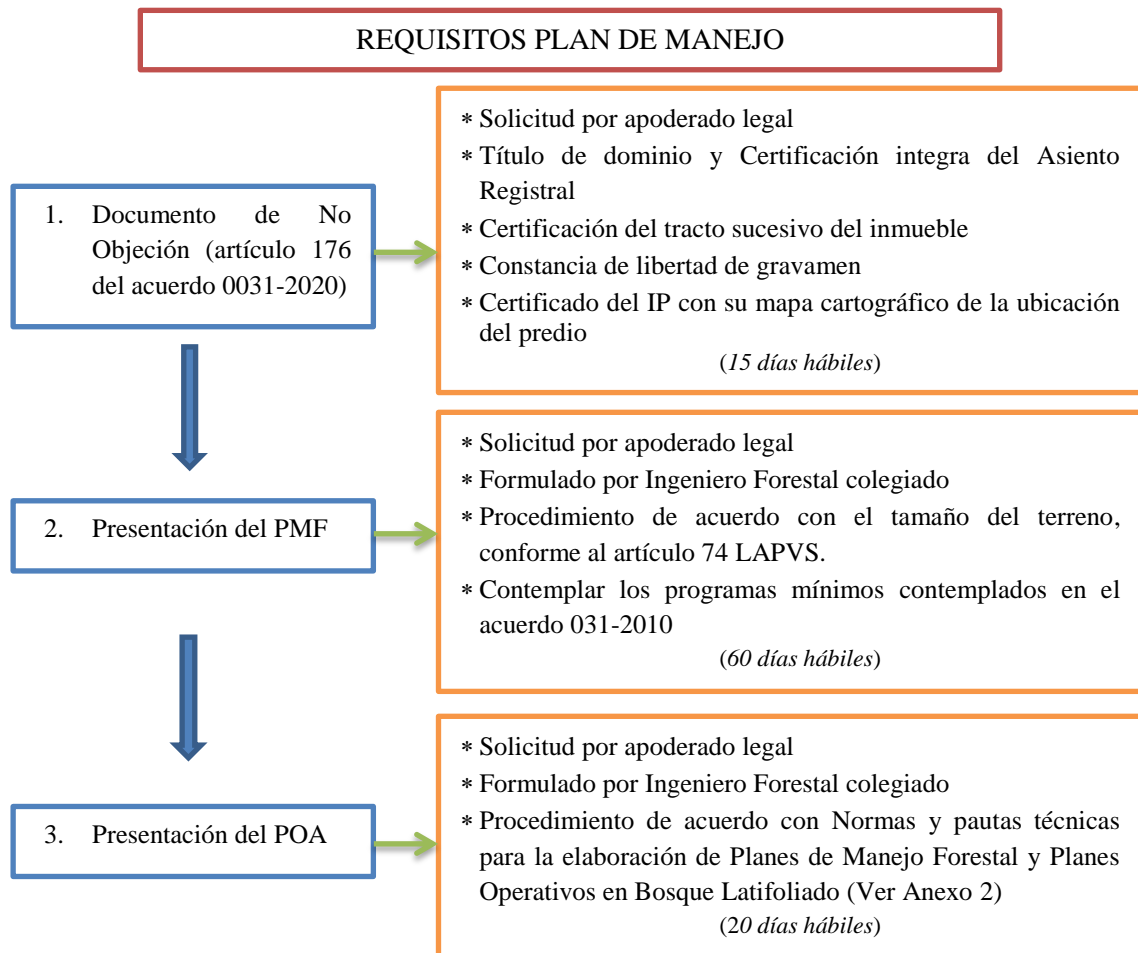 REQUISITOS PLAN DE MANEJO
1. Documento de No
Objeción (artículo 176
del acuerdo 0031-2020)
* Solicitud por apoderado legal
* Título de dominio y Certificación integra del Asiento
Registral
* Certificación del tracto sucesivo del inmueble
* Constancia de libertad de gravamen
* Certificado del IP con su mapa cartográfico de la ubicación
del predio
(15 días hábiles)
2. Presentación del PMF
* Solicitud por apoderado legal
* Formulado por Ingeniero Forestal colegiado
* Procedimiento de acuerdo con el tamaño del terreno,
conforme al artículo 74 LAPVS.
* Contemplar los programas mínimos contemplados en el
acuerdo 031-2010
(60 días hábiles)
3. Presentación del POA
* Solicitud por apoderado legal
* Formulado por Ingeniero Forestal colegiado
* Procedimiento de acuerdo con Normas y pautas técnicas
para la elaboración de Planes de Manejo Forestal y Planes
Operativos en Bosque Latifoliado (Ver Anexo 2)
(20 días hábiles)